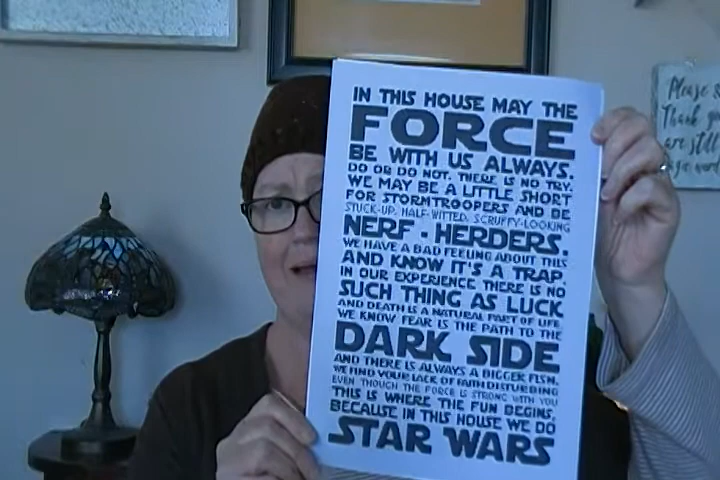 IN THIS HOUSE MAY THE
FORCE
BE WITH US ALWAYS.
DO OR DO NOT. THERE IS NO TRY.
WE MAY BE A LITTLE SHORT
FOR STORMTROOPERS AND BE
STUCK-UP, HALF-WITTED, SCRUFFY-LOOKING
NERF-HERDERS.
WE HAVE A BAD FEELING ABOUT THIS
AND KNOW IT'S A TRAP.
IN OUR EXPERIENCE THERE IS NO
SUCH THING AS LUCK
AND DEATH IS A NATURAL PART OF LIFE.
WE KNOW FEAR IS THE PATH TO THE
DARK SIDE
AND THERE IS ALWAYS A BIGGER FISH.
WE FIND YOUR LACK OF FAITH DISTURBING
EVEN THOUGH THE FORCE IS STRONG WITH YOU
THIS IS WHERE THE FUN BEGINS,
BECAUSE IN THIS HOUSE WE DO
STAR WARS
Please &
Thank
are still
word